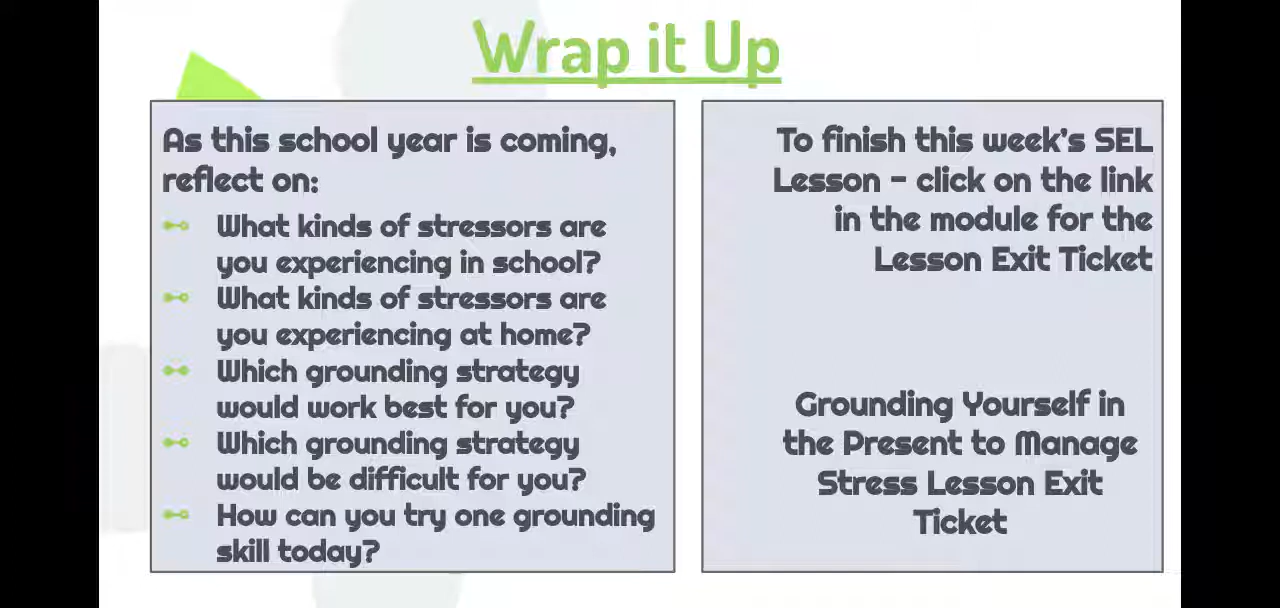 Wrap it Up
As this school year is coming,
reflect on:
What kinds of stressors are
you experiencing in school?
What kinds of stressors are
you experiencing at home?
Which grounding strategy
would work best for you?
Which grounding strategy
would be difficult for you?
How can you try one grounding
skill today?
To finish this week's SEL
Lesson - click on the link
in the module for the
Lesson Exit Ticket
Grounding Yourself in
the Present to Manage
Stress Lesson Exit
Ticket